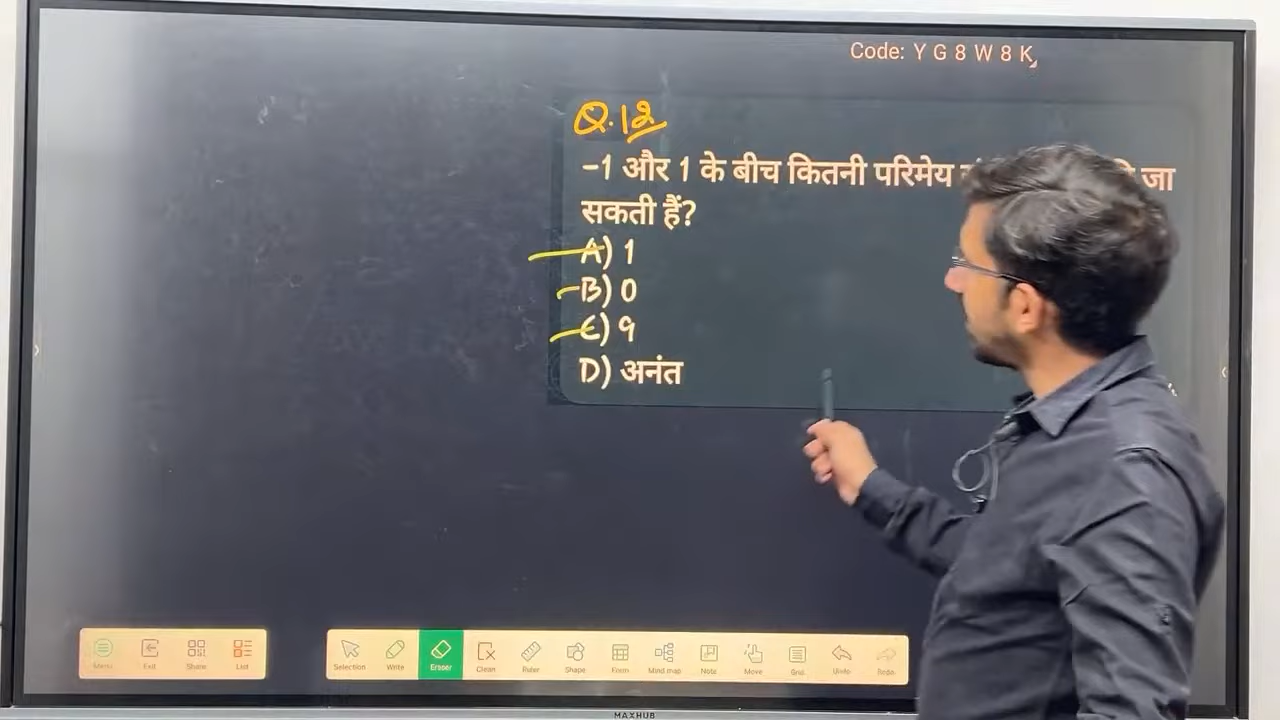 Code: Y G 8 W 8 K
Q.12
-1 और 1 के बीच कितनी परिमेय जा
सकती हैं?
A) 1
B) 0
C) 9
D) अनंत
Menu Exit Share List Selection Write Eraser Clean Ruler Shape Form Mind map Note Move Grid Undo Redo
MAXHUB